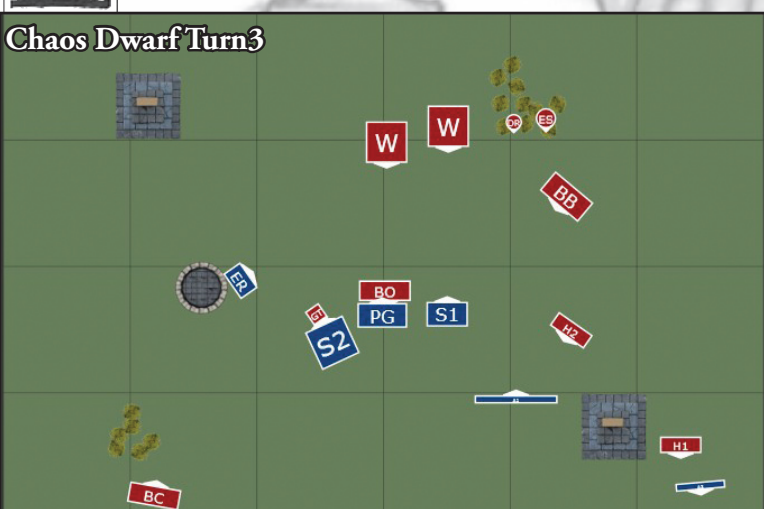 Chaos Dwarf Turn3
W
W
DR
ES
BB
ER
BO
GT
PG
S1
S2
H2
H1
BC